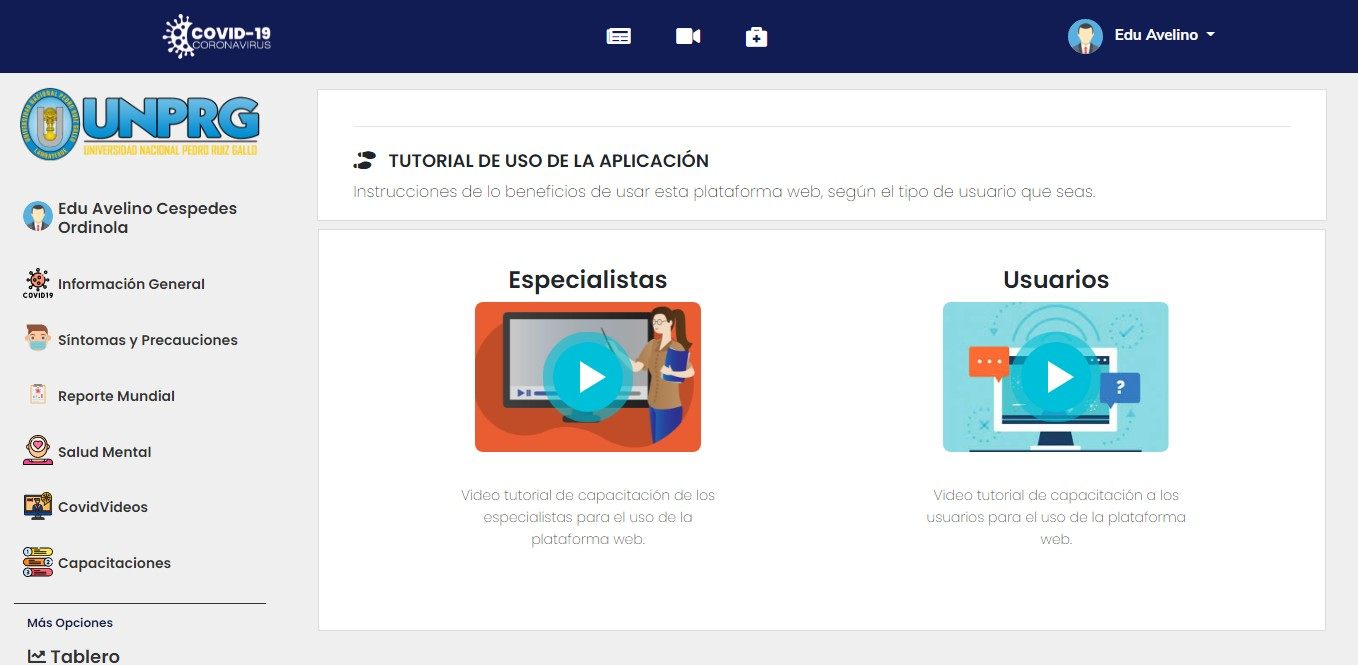 COVID-19
CORONAVIRUS
Edu Avelino
UNPRG
UNIVERSIDAD NACIONAL PEDRO RUIZ GALLO
Edu Avelino Cespedes
Ordinola
COVID19
Información General
Síntomas y Precauciones
Reporte Mundial
Salud Mental
CovidVideos
Capacitaciones
Más Opciones
Tablero
TUTORIAL DE USO DE LA APLICACIÓN
Instrucciones de lo beneficios de usar esta plataforma web, según el tipo de usuario que seas.
Especialistas
Video tutorial de capacitación de los
especialistas para el uso de la
plataforma web.
Usuarios
?
Video tutorial de capacitación a los
usuarios para el uso de la plataforma
web.